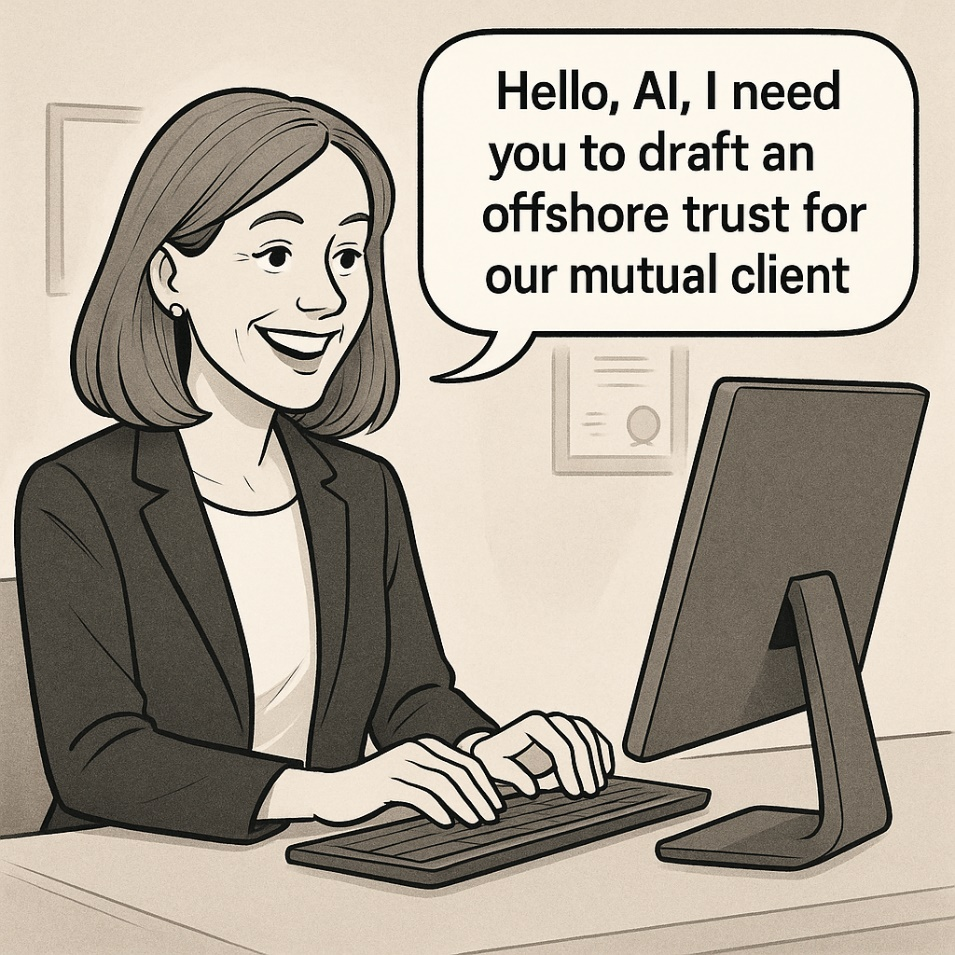 Hello, AI, I need
you to draft an
offshore trust for
our mutual client